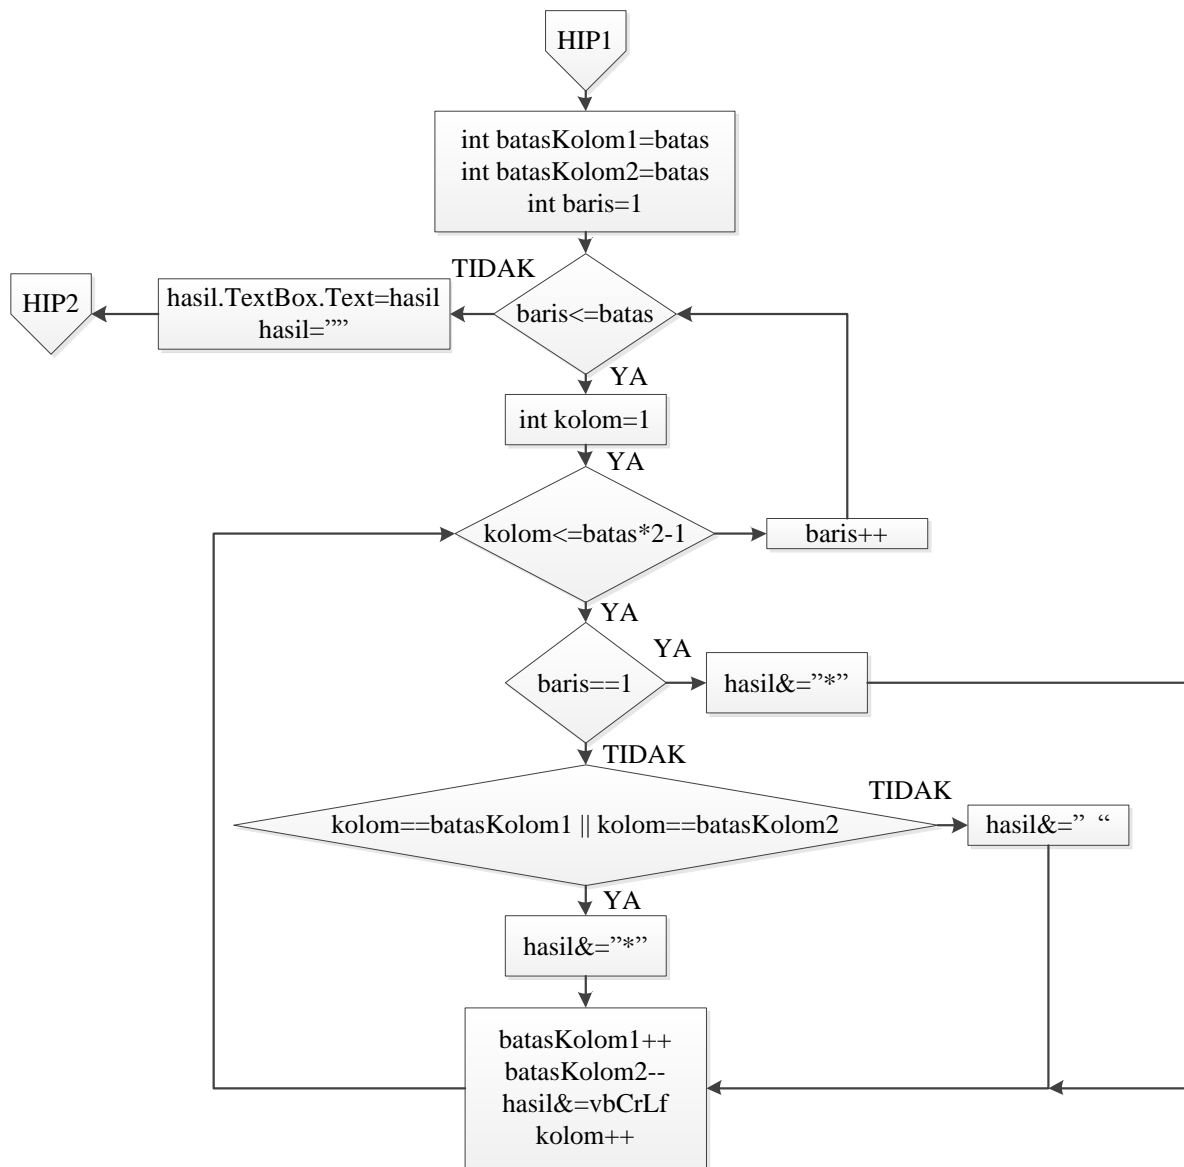 HIP1
int batasKolom1=batas
int batasKolom2=batas
int baris=1
TIDAK
baris<=batas
hasil.TextBox.Text=hasil
hasil=””
HIP2
YA
int kolom=1
YA
kolom<=batas*2-1
baris++
YA
baris==1
YA
hasil&=”*”
TIDAK
kolom==batasKolom1 || kolom==batasKolom2
TIDAK
hasil&=”  “
YA
hasil&=”*”
batasKolom1++
batasKolom2--
hasil&=vbCrLf
kolom++